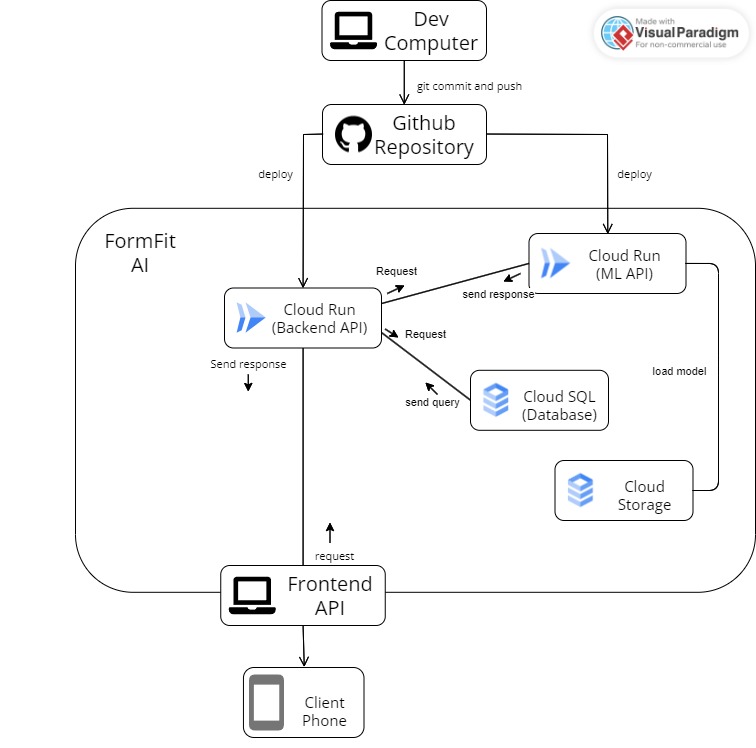 Dev
Computer
Made with
Visual Paradigm
For non-commercial use
git commit and push
Github
Repository
deploy
deploy
FormFit
AI
Cloud Run
(ML API)
Request
send response
Cloud Run
(Backend API)
Request
Send response
load model
send query
Cloud SQL
(Database)
Cloud
Storage
request
Frontend
API
Client
Phone